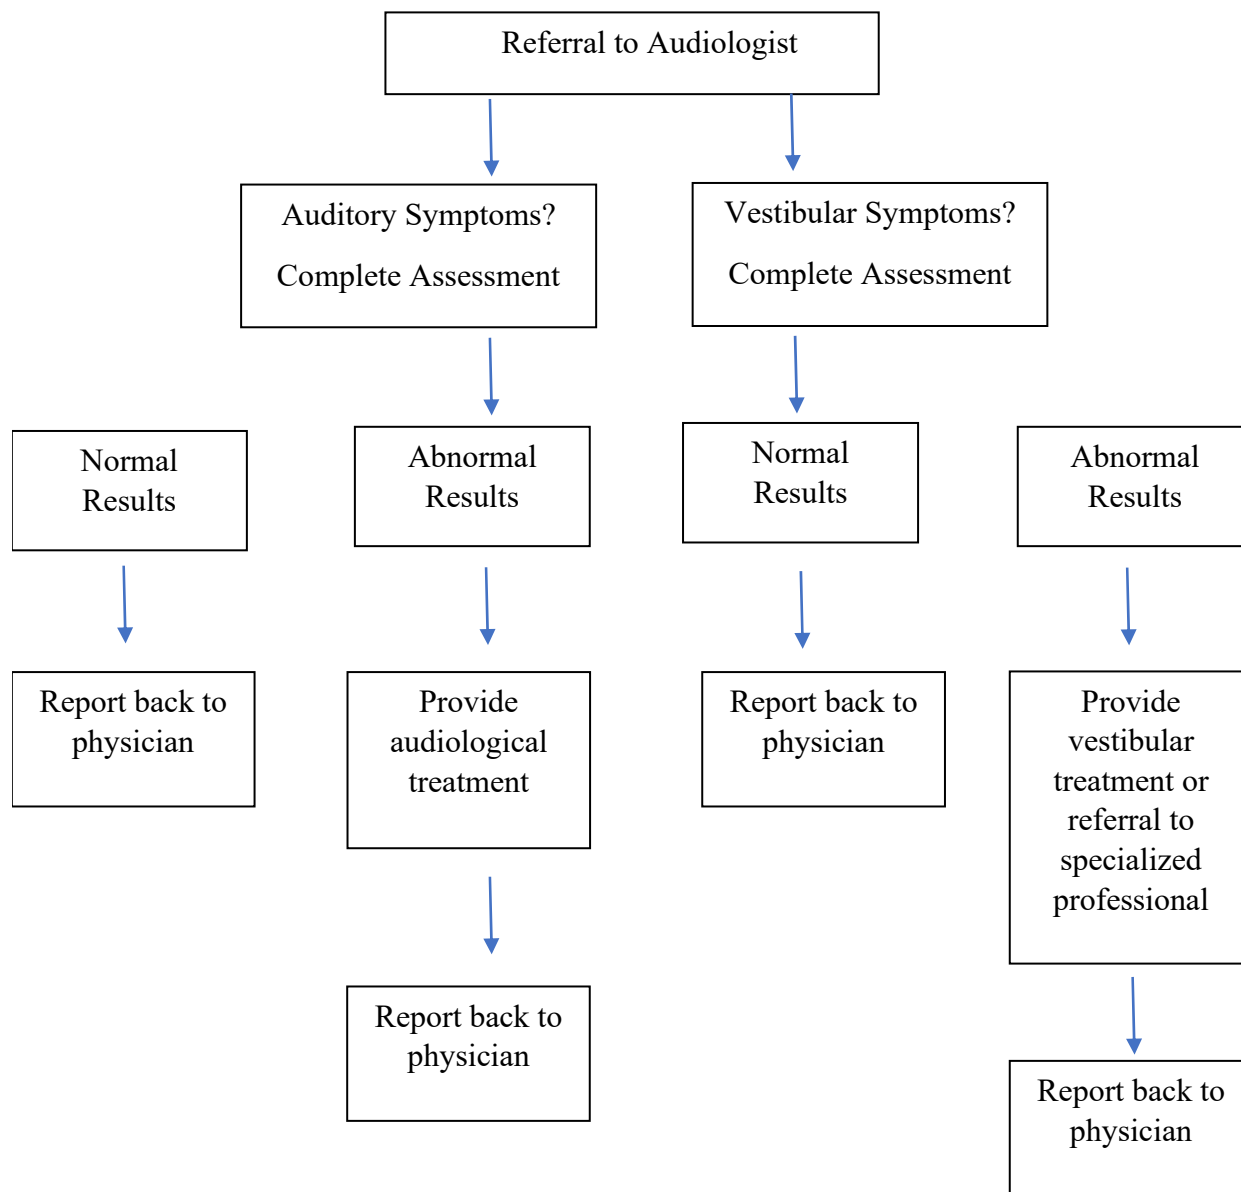 Referral to Audiologist
Auditory Symptoms?
Complete Assessment
Vestibular Symptoms?
Complete Assessment
Normal
Results
Abnormal
Results
Normal
Results
Abnormal
Results
Report back to
physician
Provide
audiological
treatment
Report back to
physician
Provide
vestibular
treatment or
referral to
specialized
professional
Report back to
physician
Report back to
physician